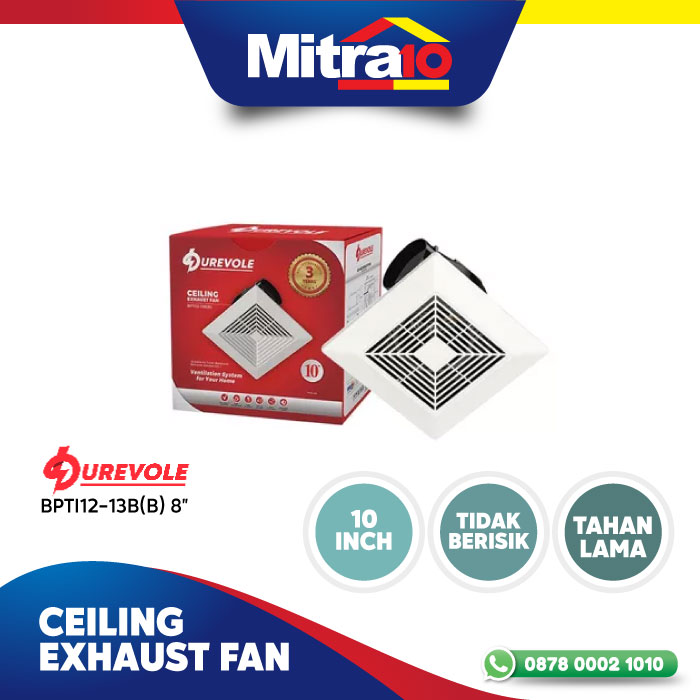 Mitra10
DUREVOLE
CEILING
EXHAUST FAN
3
YEARS
10"
Ventilation System
for Your Home
DUREVOLE
BPTI12-13B(B) 8"
10
INCH
TIDAK
BERISIK
TAHAN
LAMA
CEILING
EXHAUST FAN
0878 0002 1010